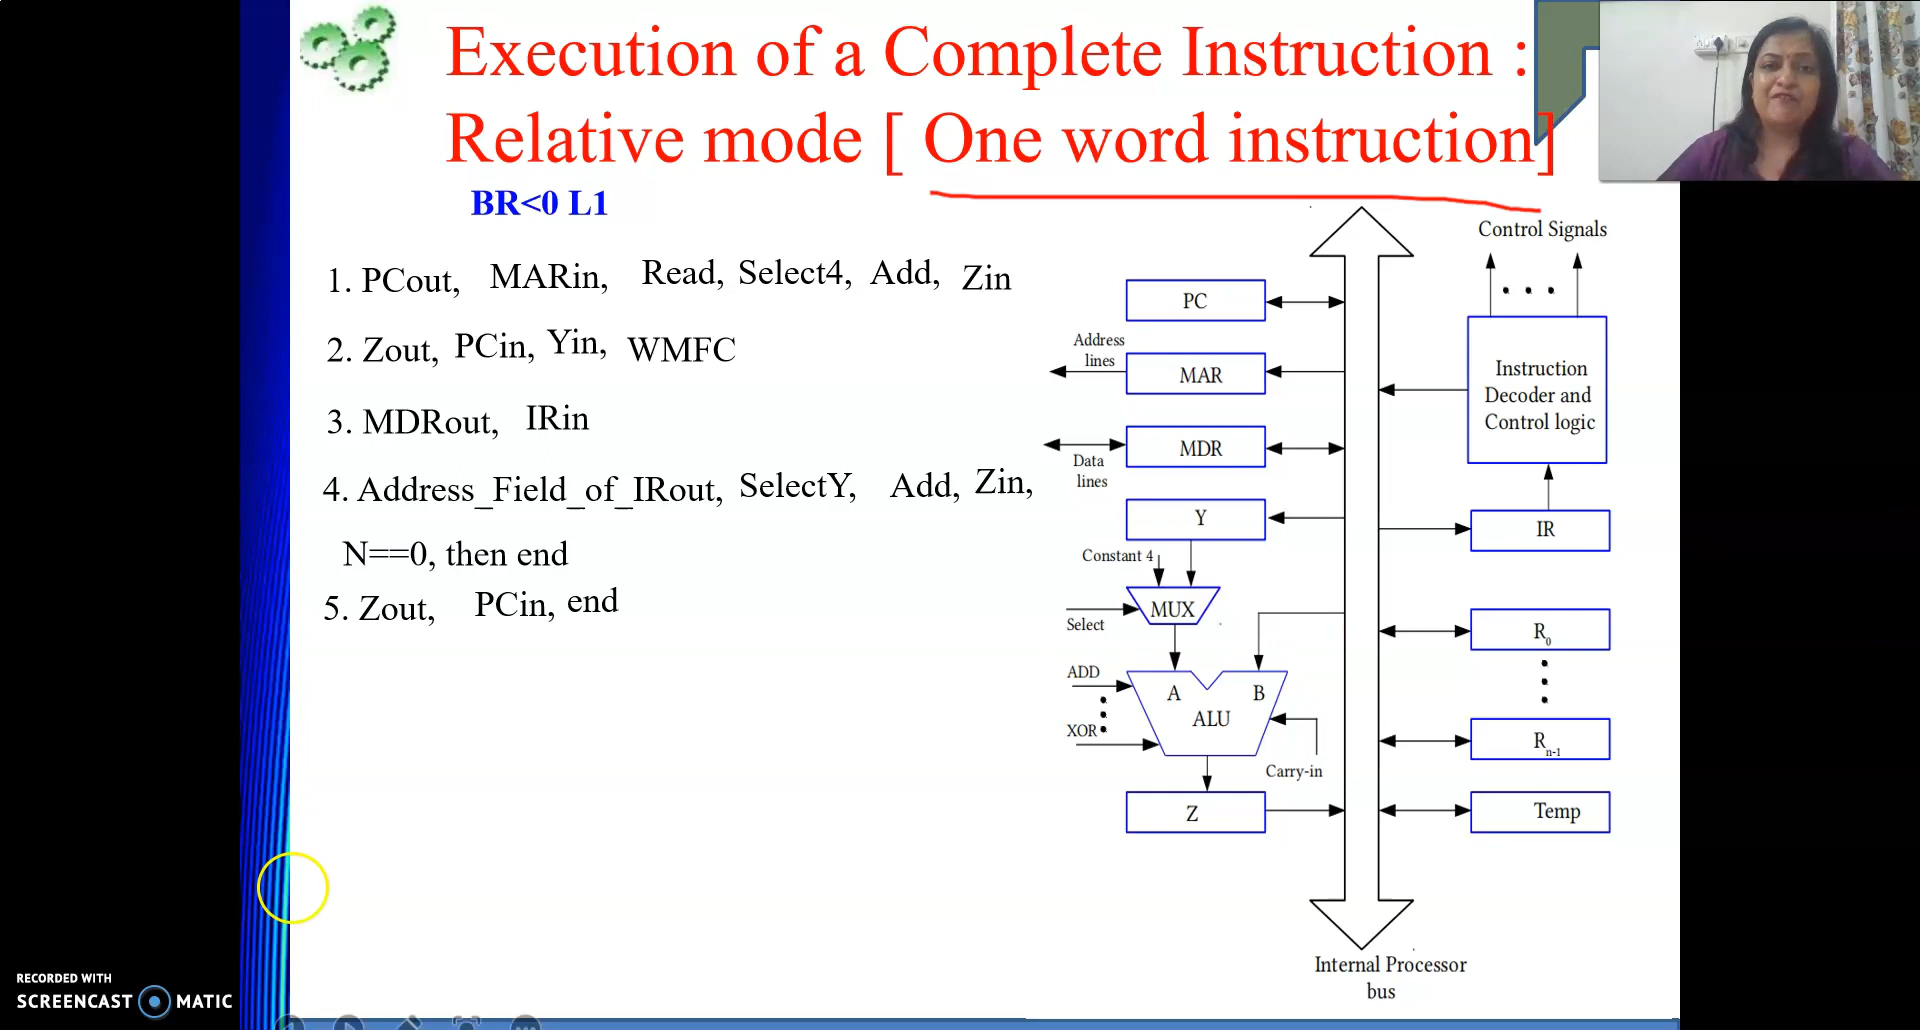 Execution of a Complete Instruction :
Relative mode [ One word instruction]
BR<0 L1
1. PCout, MARin, Read, Select4, Add, Zin
2. Zout, PCin, Yin, WMFC
3. MDRout, IRin
4. Address_Field_of_IRout, SelectY, Add, Zin,
N==0, then end
5. Zout, PCin, end
Control Signals
PC
Address
lines
MAR
Instruction
Decoder and
Control logic
MDR
Data
lines
Y
IR
Constant 4
MUX
Select
R0
ADD
A
B
ALU
XOR
Rn-1
Carry-in
Z
Temp
Internal Processor
bus
RECORDED WITH
SCREENCAST MATIC